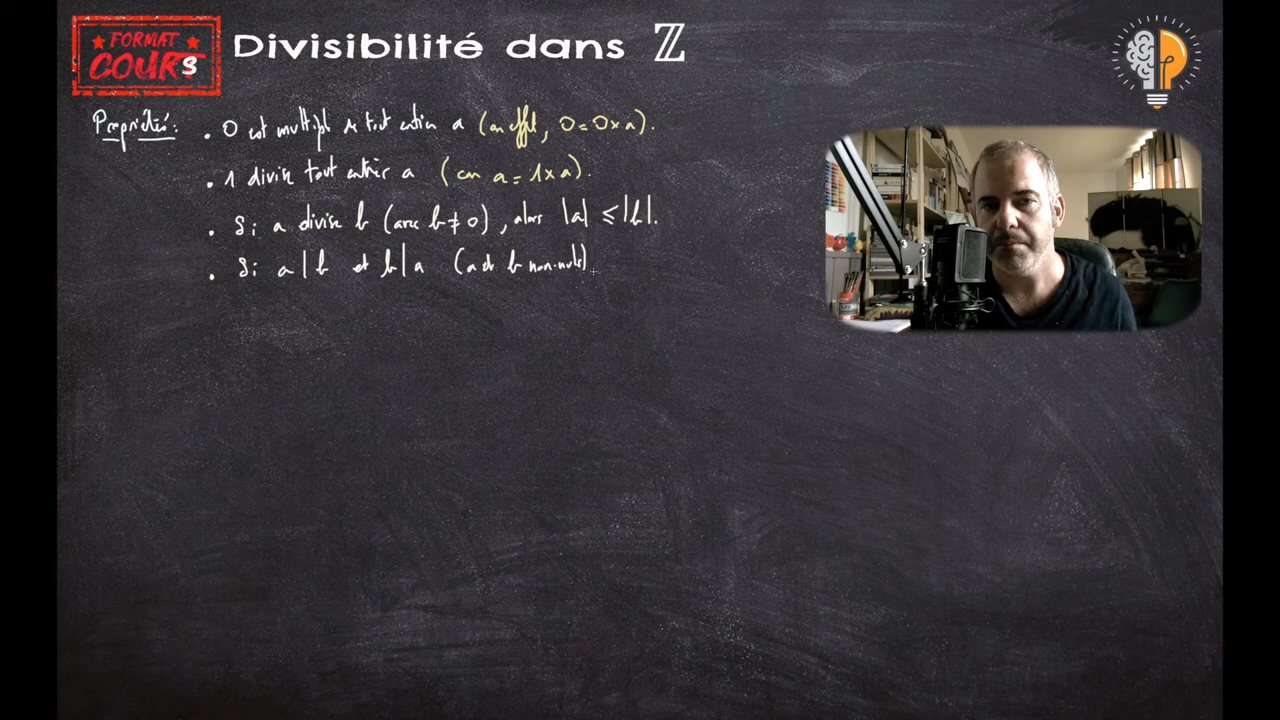 FORMAT
COURS
Divisibilité dans ℤ
Propriétés : . 0 est multiple de tout entier a (en effet, 0 = 0 x a).
. 1 divise tout entier a (car a = 1 x a).
. Si a divise b (avec b ≠ 0), alors |a| ≤ |b|.
. Si a | b et b | a (a et b non-nuls),